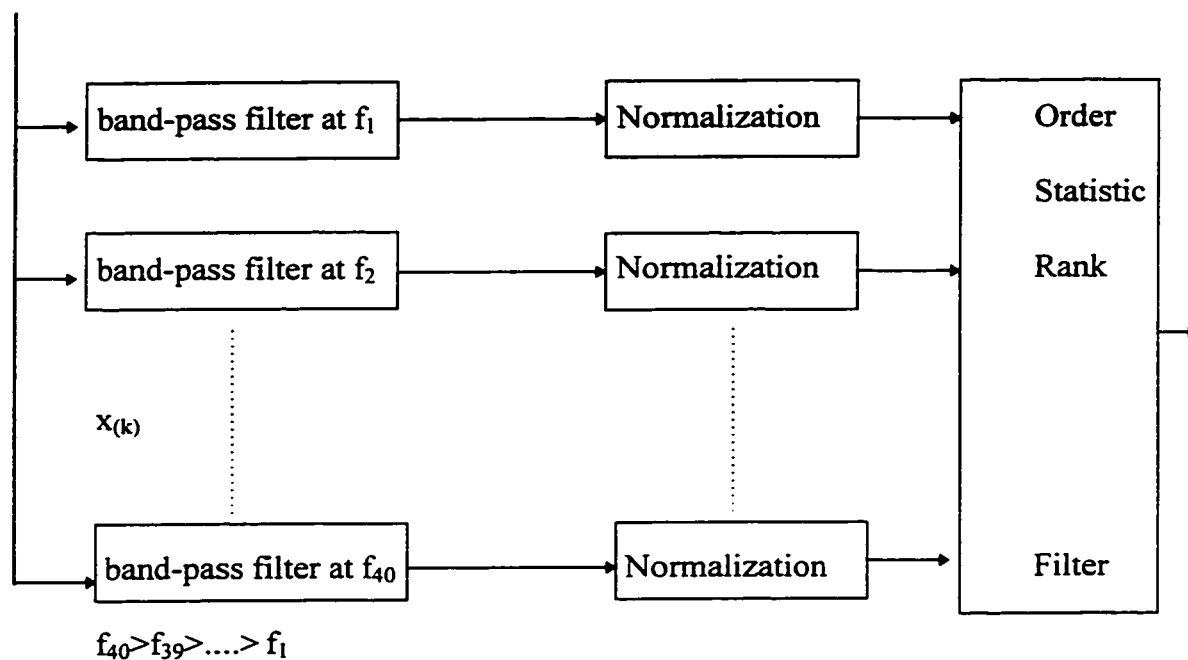 band-pass filter at f₁
Normalization
Order
Statistic
band-pass filter at f₂
Normalization
Rank
x₍ₖ₎
band-pass filter at f₄₀
Normalization
Filter
f₄₀>f₃₉>....> f₁